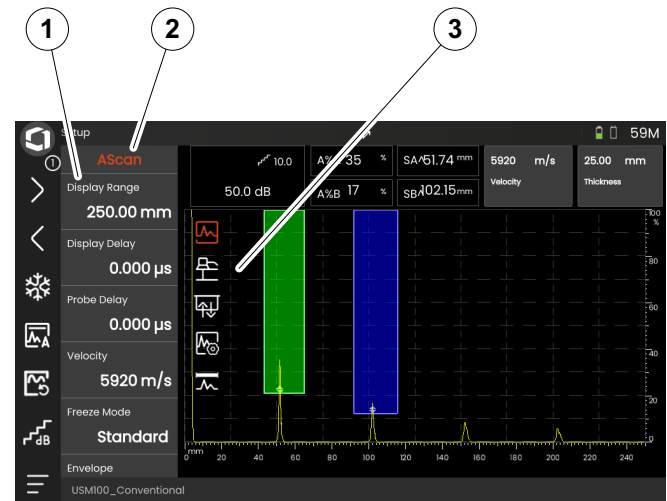 1 2 3
Setup 59M
1
AScan
10.0
50.0 dB
A% 35 %
A%B 17 %
SA^51.74 mm
SB^102.15 mm
5920 m/s
Velocity
25.00 mm
Thickness
Display Range
250.00 mm
Display Delay
0.000 µs
Probe Delay
0.000 µs
Velocity
5920 m/s
Freeze Mode
Standard
Envelope
A
dB
100
%
80
60
40
20
0
mm 20 40 60 80 100 120 140 160 180 200 220 240
USM100_Conventional